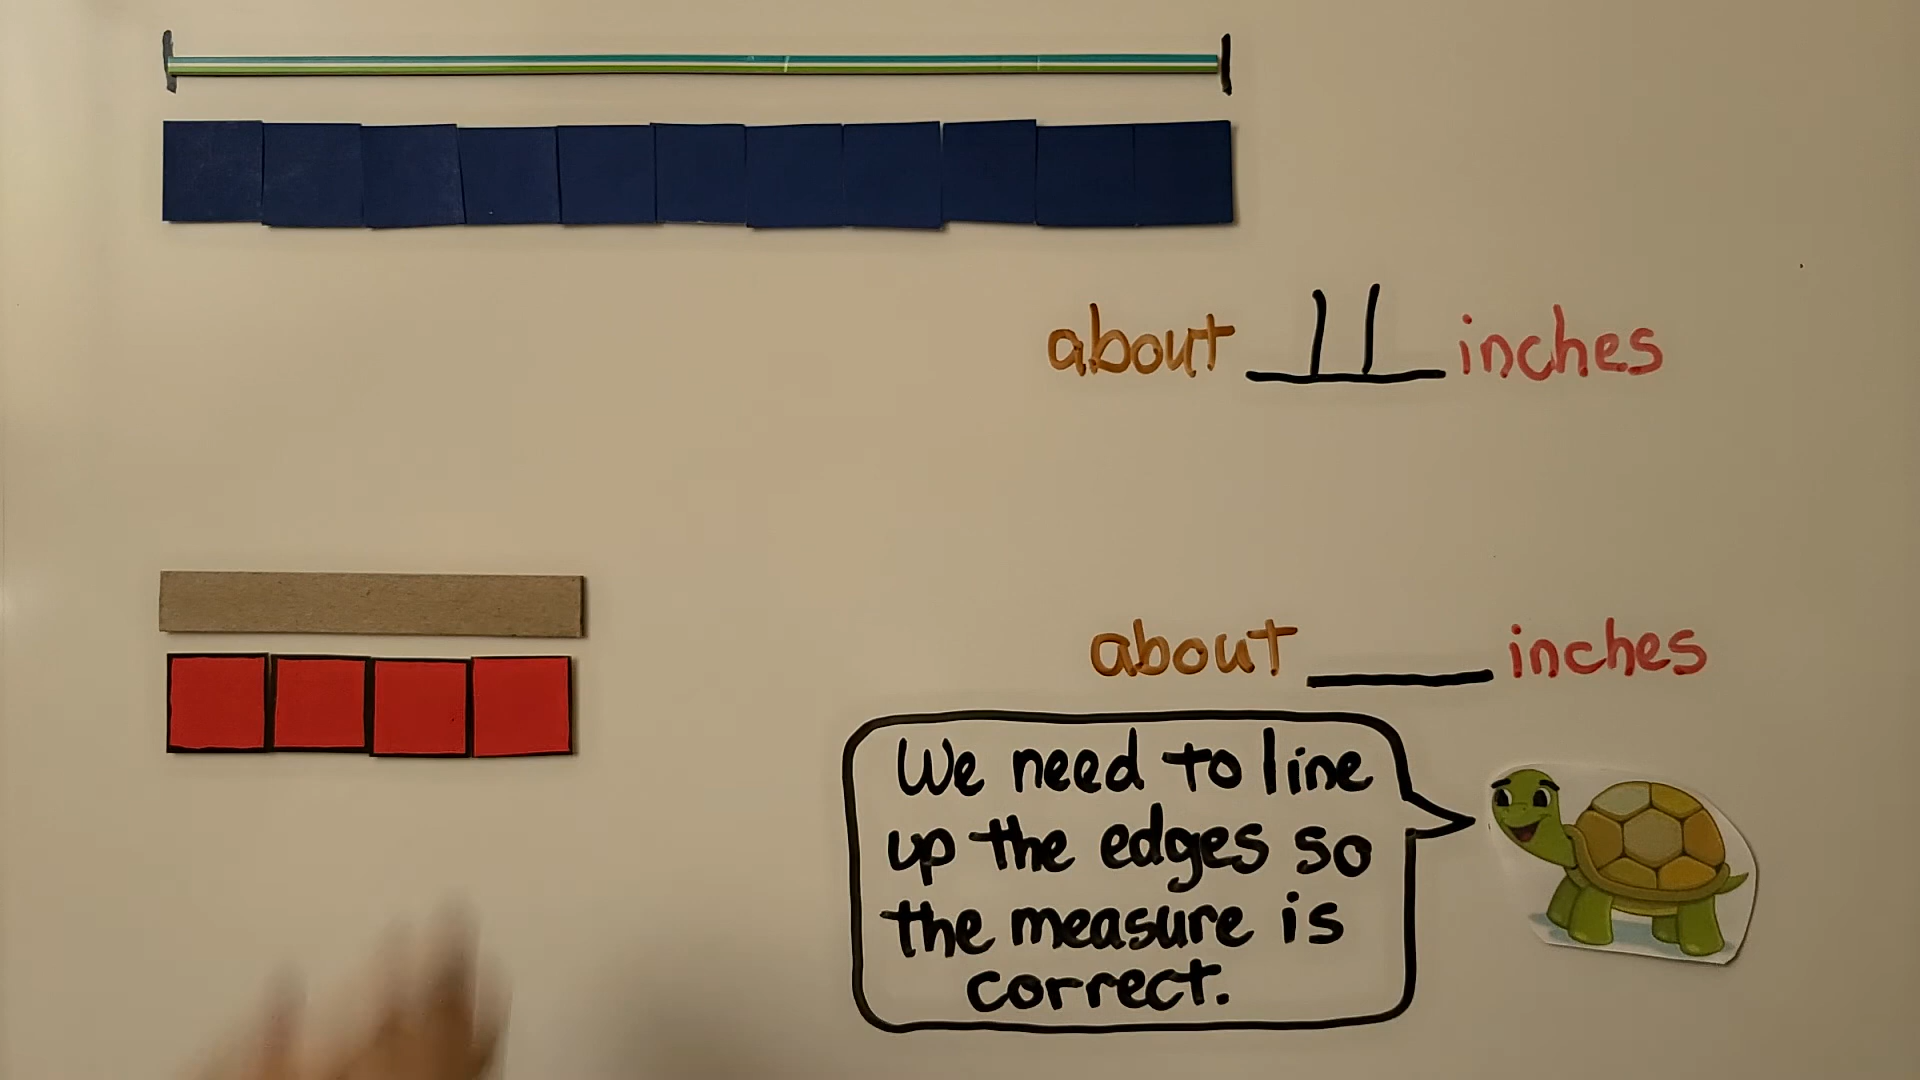 about 11 inches
about ____ inches
We need to line
up the edges so
the measure is
correct.